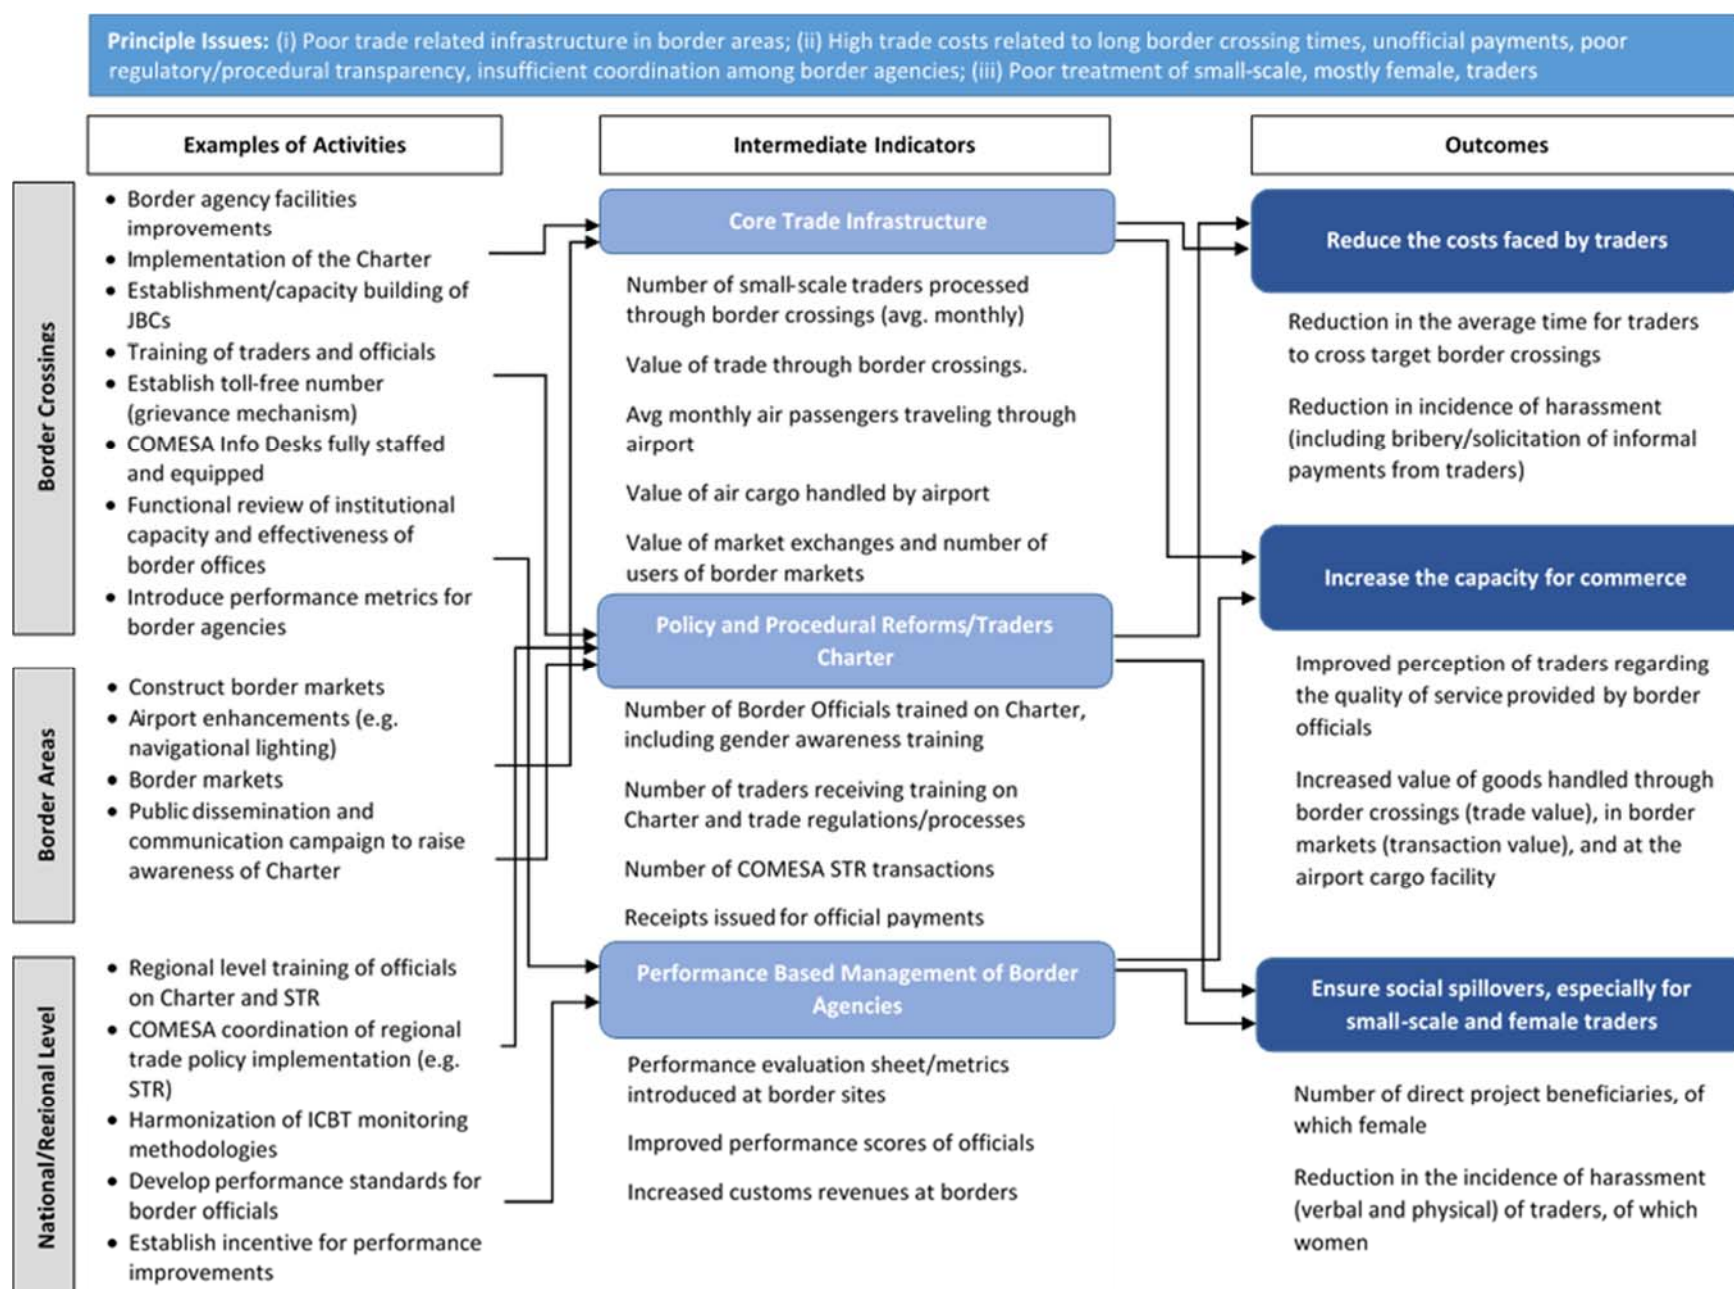 Principle Issues: (i) Poor trade related infrastructure in border areas; (ii) High trade costs related to long border crossing times, unofficial payments, poor
regulatory/procedural transparency, insufficient coordination among border agencies; (iii) Poor treatment of small-scale, mostly female, traders
Examples of Activities
Intermediate Indicators
Outcomes
Border Crossings
• Border agency facilities
improvements
• Implementation of the Charter
• Establishment/capacity building of
JBCs
• Training of traders and officials
• Establish toll-free number
(grievance mechanism)
• COMESA Info Desks fully staffed
and equipped
• Functional review of institutional
capacity and effectiveness of
border offices
• Introduce performance metrics for
border agencies
Border Areas
• Construct border markets
• Airport enhancements (e.g.
navigational lighting)
• Border markets
• Public dissemination and
communication campaign to raise
awareness of Charter
National/Regional Level
• Regional level training of officials
on Charter and STR
• COMESA coordination of regional
trade policy implementation (e.g.
STR)
• Harmonization of ICBT monitoring
methodologies
• Develop performance standards for
border officials
• Establish incentive for performance
improvements
Core Trade Infrastructure
Number of small-scale traders processed
through border crossings (avg. monthly)
Value of trade through border crossings.
Avg monthly air passengers traveling through
airport
Value of air cargo handled by airport
Value of market exchanges and number of
users of border markets
Policy and Procedural Reforms/Traders
Charter
Number of Border Officials trained on Charter,
including gender awareness training
Number of traders receiving training on
Charter and trade regulations/processes
Number of COMESA STR transactions
Receipts issued for official payments
Performance Based Management of Border
Agencies
Performance evaluation sheet/metrics
introduced at border sites
Improved performance scores of officials
Increased customs revenues at borders
Reduce the costs faced by traders
Reduction in the average time for traders
to cross target border crossings
Reduction in incidence of harassment
(including bribery/solicitation of informal
payments from traders)
Increase the capacity for commerce
Improved perception of traders regarding
the quality of service provided by border
officials
Increased value of goods handled through
border crossings (trade value), in border
markets (transaction value), and at the
airport cargo facility
Ensure social spillovers, especially for
small-scale and female traders
Number of direct project beneficiaries, of
which female
Reduction in the incidence of harassment
(verbal and physical) of traders, of which
women